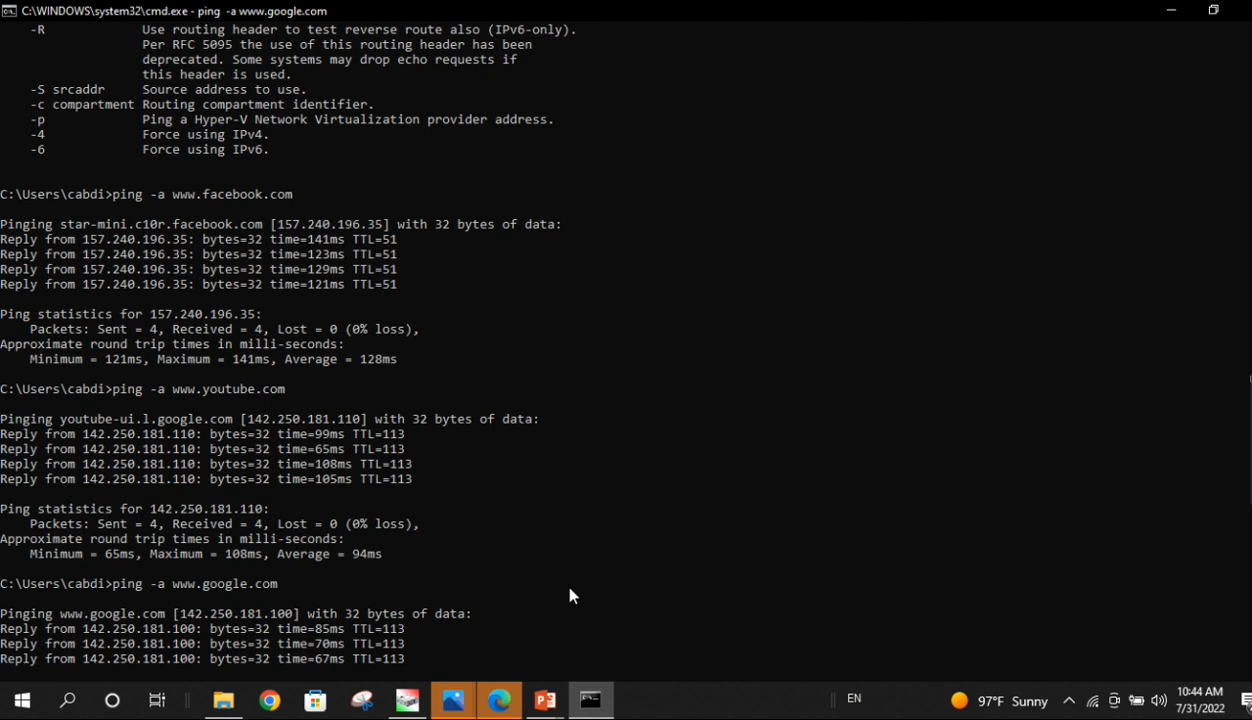 C:\WINDOWS\system32\cmd.exe - ping  -a www.google.com
-R             Use routing header to test reverse route also (IPv6-only).
Per RFC 5095 the use of this routing header has been
deprecated. Some systems may drop echo requests if
this header is used.
-S srcaddr     Source address to use.
-c compartment Routing compartment identifier.
-p             Ping a Hyper-V Network Virtualization provider address.
-4             Force using IPv4.
-6             Force using IPv6.
C:\Users\cabdi>ping -a www.facebook.com
Pinging star-mini.c10r.facebook.com [157.240.196.35] with 32 bytes of data:
Reply from 157.240.196.35: bytes=32 time=141ms TTL=51
Reply from 157.240.196.35: bytes=32 time=123ms TTL=51
Reply from 157.240.196.35: bytes=32 time=129ms TTL=51
Reply from 157.240.196.35: bytes=32 time=121ms TTL=51
Ping statistics for 157.240.196.35:
Packets: Sent = 4, Received = 4, Lost = 0 (0% loss),
Approximate round trip times in milli-seconds:
Minimum = 121ms, Maximum = 141ms, Average = 128ms
C:\Users\cabdi>ping -a www.youtube.com
Pinging youtube-ui.l.google.com [142.250.181.110] with 32 bytes of data:
Reply from 142.250.181.110: bytes=32 time=99ms TTL=113
Reply from 142.250.181.110: bytes=32 time=65ms TTL=113
Reply from 142.250.181.110: bytes=32 time=108ms TTL=113
Reply from 142.250.181.110: bytes=32 time=105ms TTL=113
Ping statistics for 142.250.181.110:
Packets: Sent = 4, Received = 4, Lost = 0 (0% loss),
Approximate round trip times in milli-seconds:
Minimum = 65ms, Maximum = 108ms, Average = 94ms
C:\Users\cabdi>ping -a www.google.com
Pinging www.google.com [142.250.181.100] with 32 bytes of data:
Reply from 142.250.181.100: bytes=32 time=85ms TTL=113
Reply from 142.250.181.100: bytes=32 time=70ms TTL=113
Reply from 142.250.181.100: bytes=32 time=67ms TTL=113
EN
97°F Sunny
10:44 AM
7/31/2022